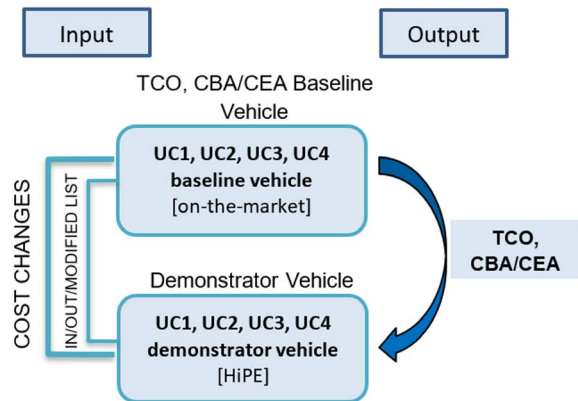 Input
Output
TCO, CBA/CEA Baseline
Vehicle
UC1, UC2, UC3, UC4
baseline vehicle
[on-the-market]
COST CHANGES
IN/OUT/MODIFIED LIST
TCO,
CBA/CEA
Demonstrator Vehicle
UC1, UC2, UC3, UC4
demonstrator vehicle
[HiPE]